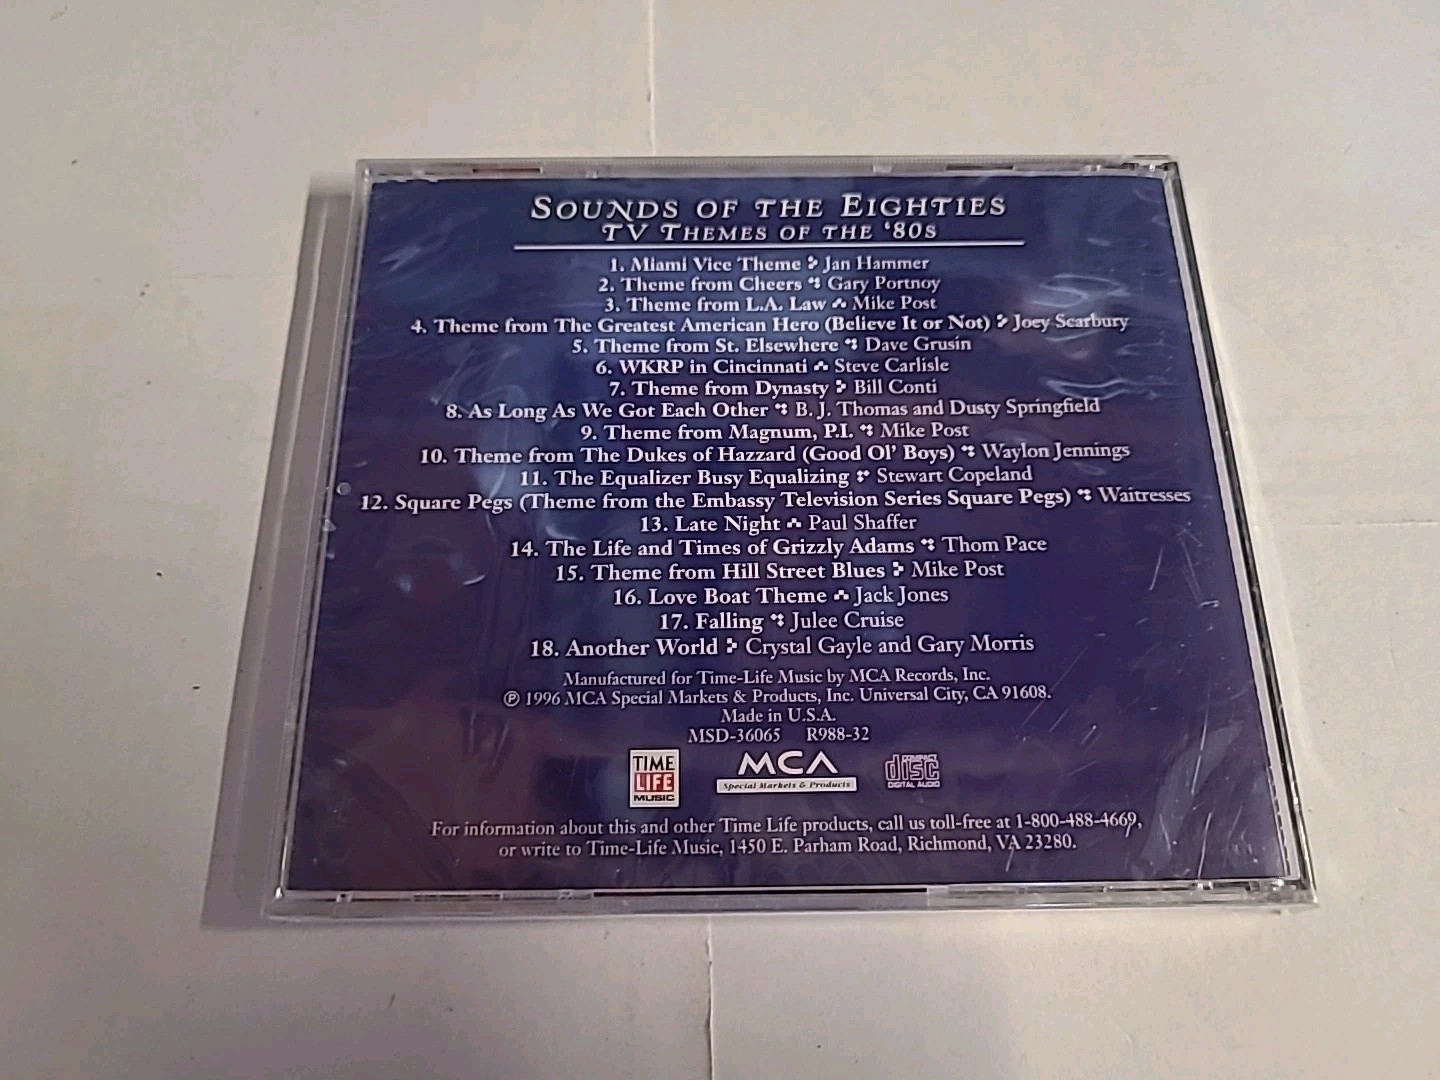 SOUNDS OF THE EIGHTIES
TV THEMES OF THE '80S
1. Miami Vice Theme Jan Hammer
2. Theme from Cheers Gary Portnoy
3. Theme from L.A. Law Mike Post
4. Theme from The Greatest American Hero (Believe It or Not) Joey Scarbury
5. Theme from St. Elsewhere Dave Grusin
6. WKRP in Cincinnati Steve Carlisle
7. Theme from Dynasty Bill Conti
8. As Long As We Got Each Other B. J. Thomas and Dusty Springfield
9. Theme from Magnum, P.I. Mike Post
10. Theme from The Dukes of Hazzard (Good Ol' Boys) Waylon Jennings
11. The Equalizer Busy Equalizing Stewart Copeland
12. Square Pegs (Theme from the Embassy Television Series Square Pegs) Waitresses
13. Late Night Paul Shaffer
14. The Life and Times of Grizzly Adams Thom Pace
15. Theme from Hill Street Blues Mike Post
16. Love Boat Theme Jack Jones
17. Falling Julee Cruise
18. Another World Crystal Gayle and Gary Morris
Manufactured for Time-Life Music by MCA Records, Inc.
℗ 1996 MCA Special Markets & Products, Inc. Universal City, CA 91608.
Made in U.S.A.
MSD-36065 R988-32
TIME LIFE MUSIC
MCA
Special Markets & Products
COMPACT disc DIGITAL AUDIO
For information about this and other Time Life products, call us toll-free at 1-800-488-4669,
or write to Time-Life Music, 1450 E. Parham Road, Richmond, VA 23280.